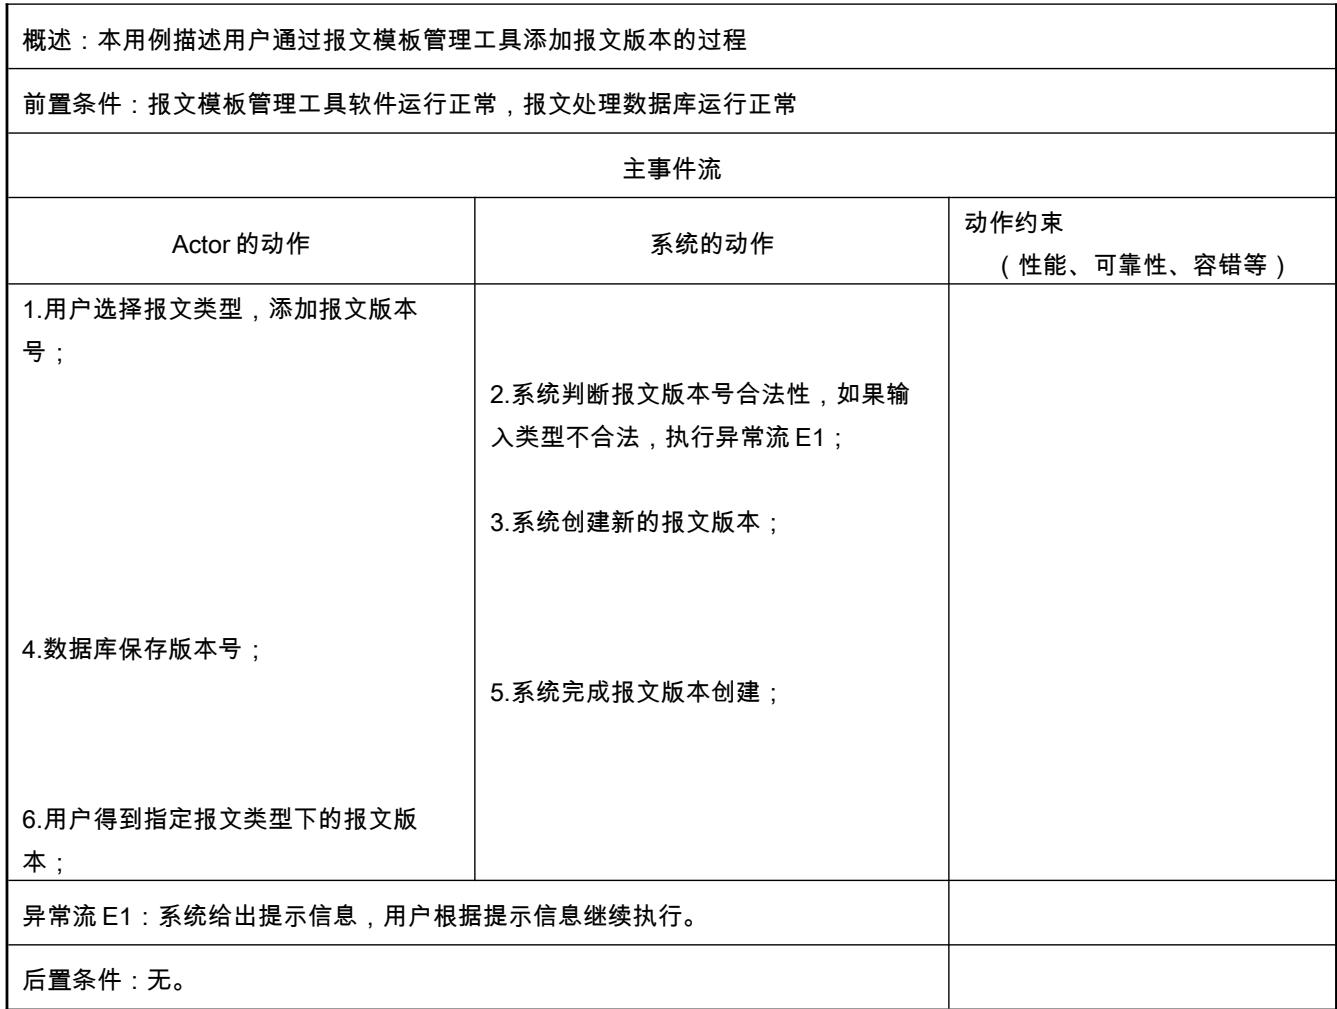 概述：本用例描述用户通过报文模板管理工具添加报文版本的过程
前置条件：报文模板管理工具软件运行正常，报文处理数据库运行正常
主事件流
Actor 的动作
系统的动作
动作约束
（性能、可靠性、容错等）
1.用户选择报文类型，添加报文版本
号；
2.系统判断报文版本号合法性，如果输
入类型不合法，执行异常流 E1；
3.系统创建新的报文版本；
4.数据库保存版本号；
5.系统完成报文版本创建；
6.用户得到指定报文类型下的报文版
本；
异常流 E1：系统给出提示信息，用户根据提示信息继续执行。
后置条件：无。